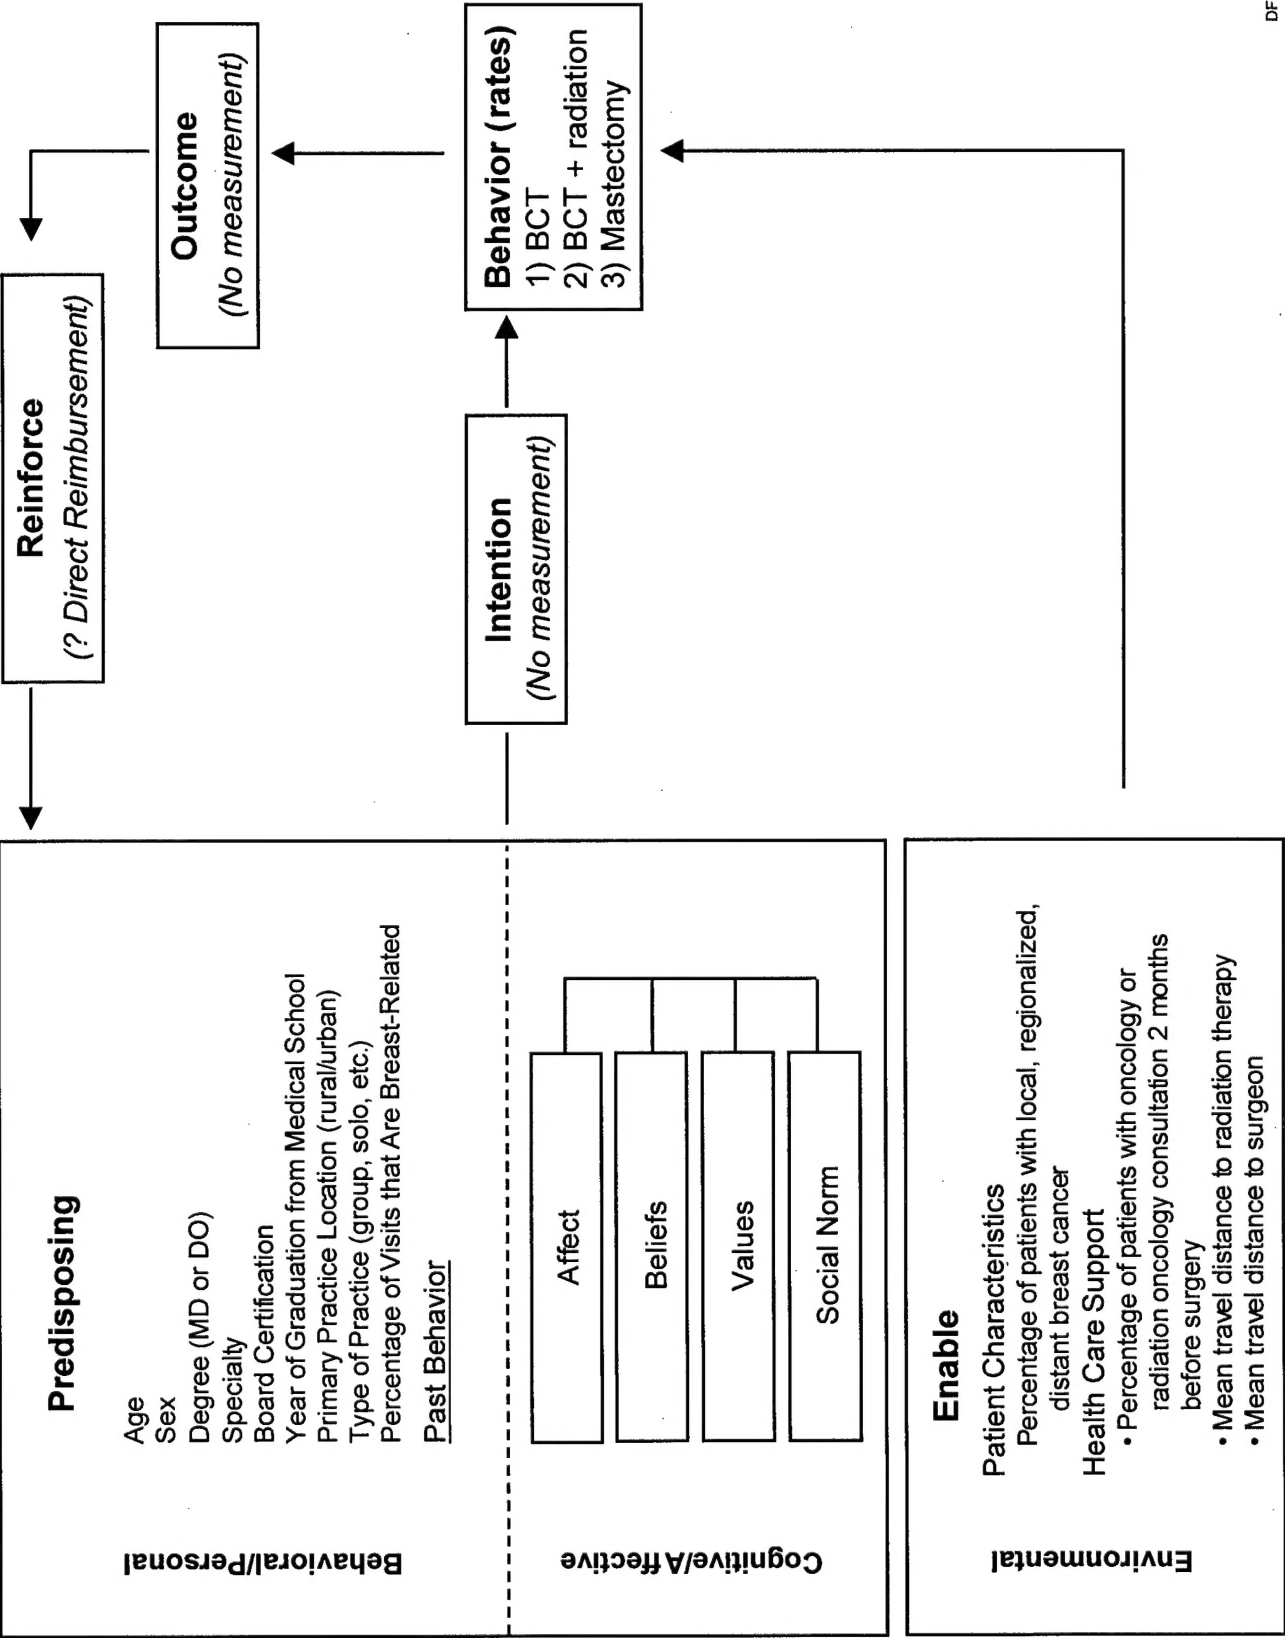 Predisposing
Behavioral/Personal
Age
Sex
Degree (MD or DO)
Specialty
Board Certification
Year of Graduation from Medical School
Primary Practice Location (rural/urban)
Type of Practice (group, solo, etc.)
Percentage of Visits that Are Breast-Related
Past Behavior
Cognitive/Affective
Affect
Beliefs
Values
Social Norm
Environmental
Enable
Patient Characteristics
Percentage of patients with local, regionalized,
distant breast cancer
Health Care Support
• Percentage of patients with oncology or
radiation oncology consultation 2 months
before surgery
• Mean travel distance to radiation therapy
• Mean travel distance to surgeon
Reinforce
(? Direct Reimbursement)
Intention
(No measurement)
Outcome
(No measurement)
Behavior (rates)
1) BCT
2) BCT + radiation
3) Mastectomy
DF